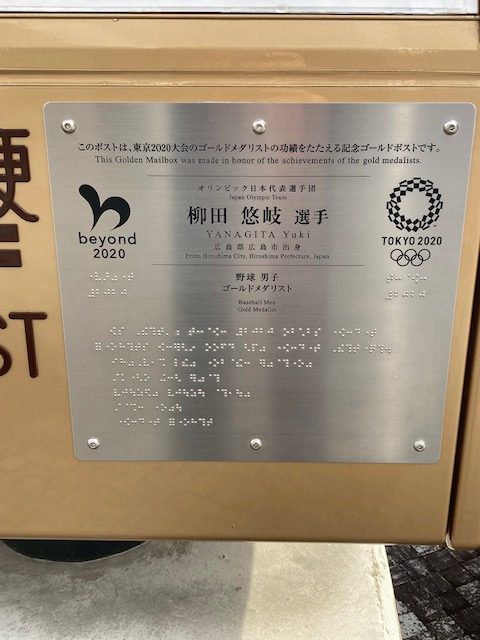 便
ST
このポストは、東京2020大会のゴールドメダリストの功績をたたえる記念ゴールドポストです。
This Golden Mailbox was made in honor of the achievements of the gold medalists.
オリンピック日本代表選手団
Japan Olympic Team
柳田 悠岐 選手
YANAGITA Yuki
広島県広島市出身
From Hiroshima City, Hiroshima Prefecture, Japan
beyond
2020
TOKYO 2020
野球 男子
ゴールドメダリスト
Baseball Men
Gold Medalist